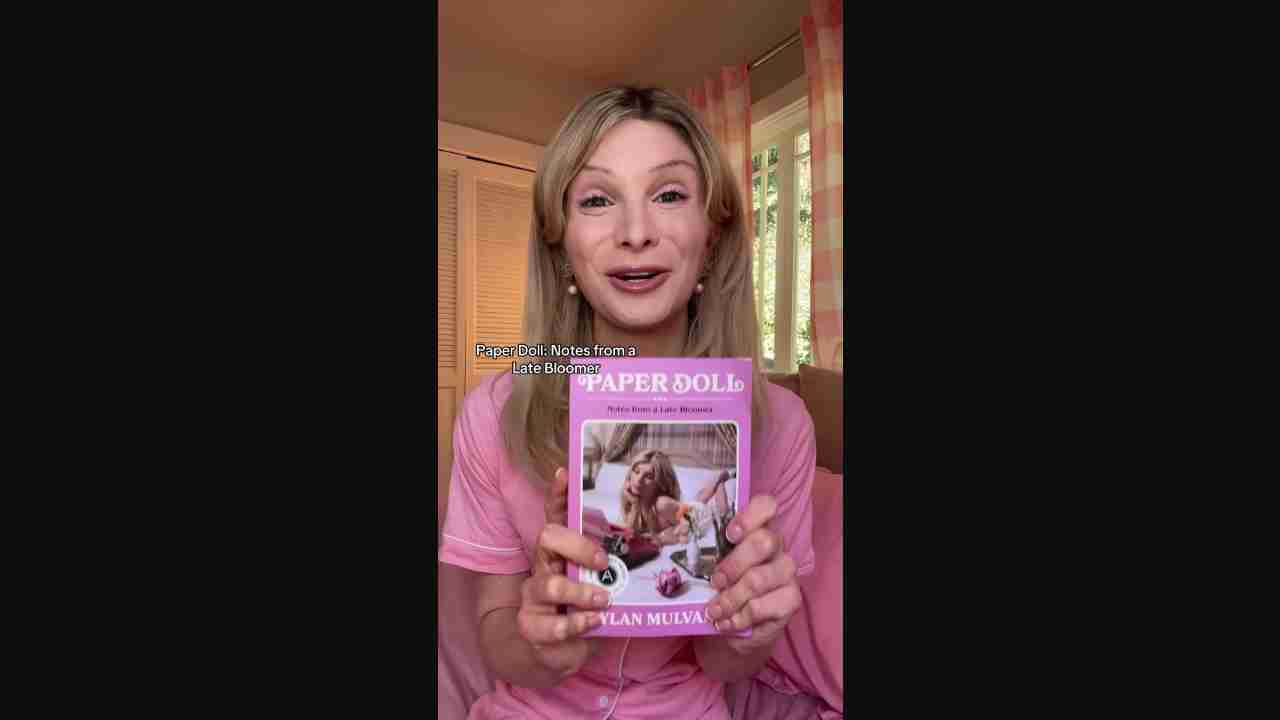 Paper Doll: Notes from a
Late Bloomer
PAPER DOLL
Notes from a Late Bloomer
A
YLAN MULVA